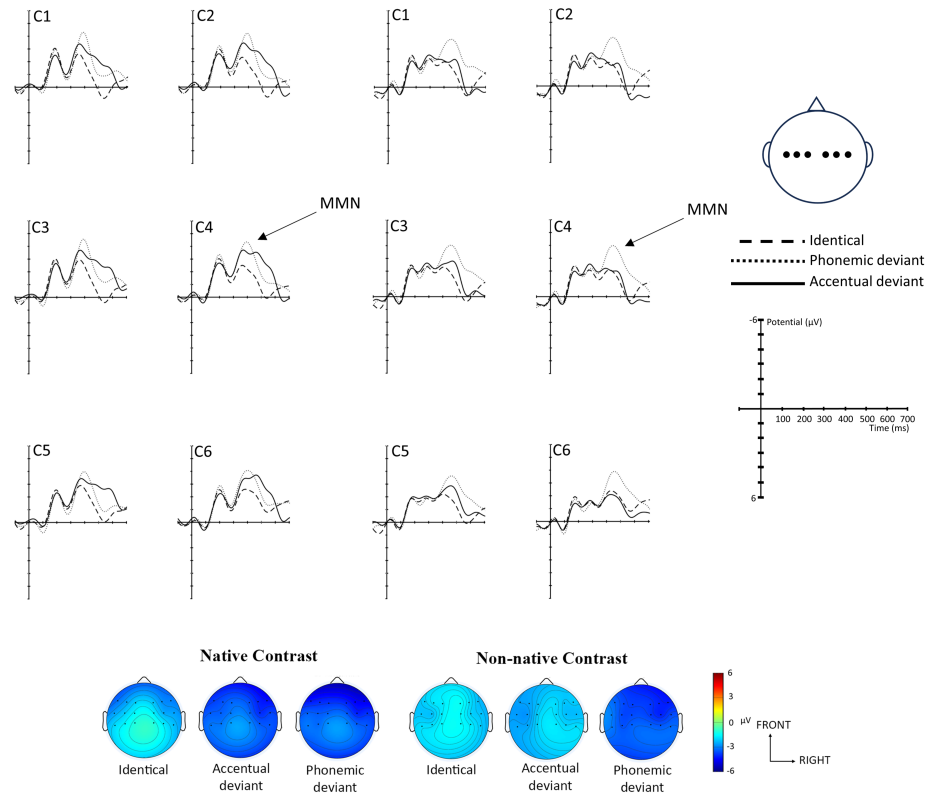 C1
C2
C1
C2
C3
C4
MMN
C3
C4
MMN
Identical
Phonemic deviant
Accentual deviant
-6
Potential (µV)
100 200 300 400 500 600 700
Time (ms)
6
C5
C6
C5
C6
Native Contrast
Non-native Contrast
Identical
Accentual
deviant
Phonemic
deviant
Identical
Accentual
deviant
Phonemic
deviant
6
3
0
-3
-6
µV
FRONT
RIGHT